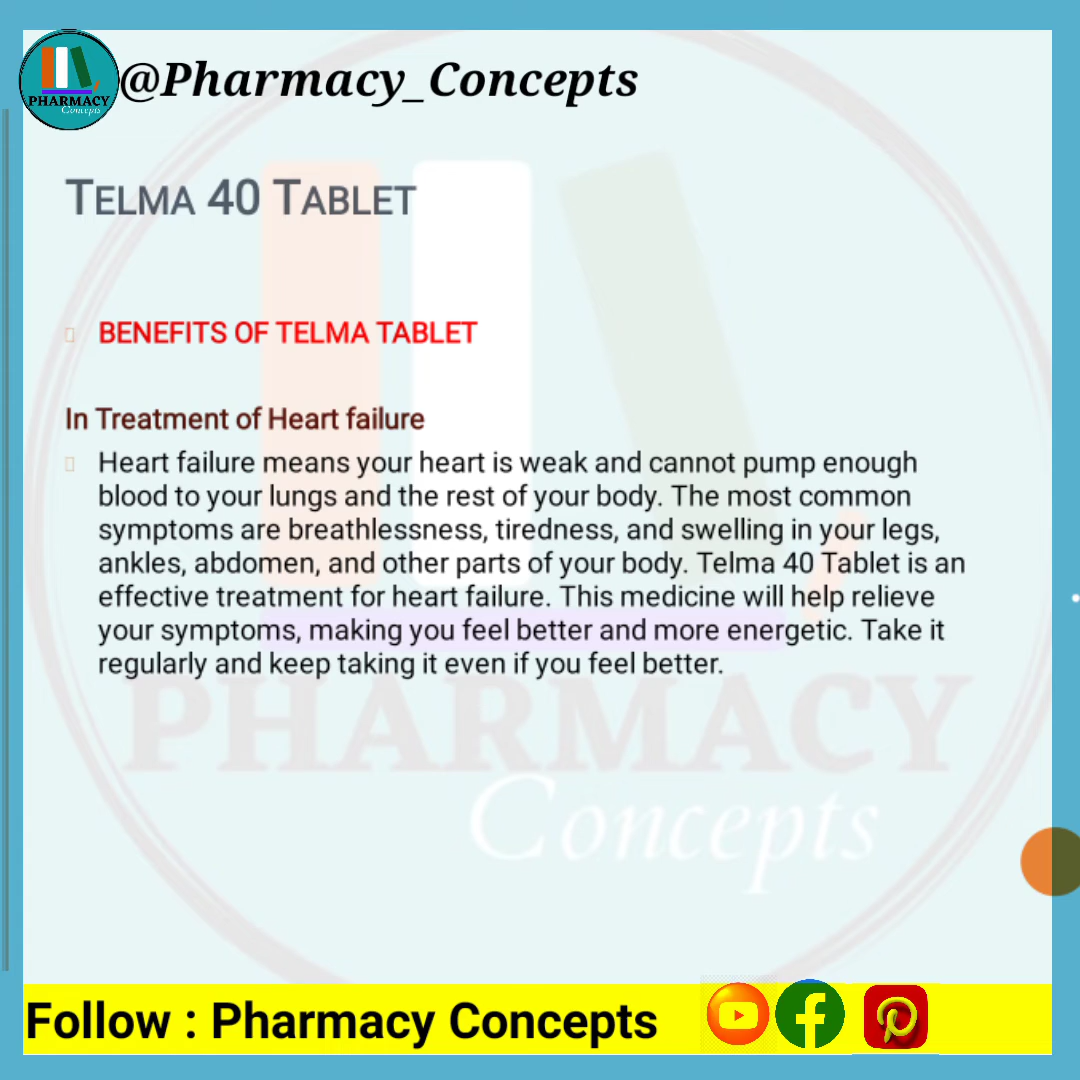 PHARMACY
Concepts
@Pharmacy_Concepts
TELMA 40 TABLET
BENEFITS OF TELMA TABLET
In Treatment of Heart failure
Heart failure means your heart is weak and cannot pump enough
blood to your lungs and the rest of your body. The most common
symptoms are breathlessness, tiredness, and swelling in your legs,
ankles, abdomen, and other parts of your body. Telma 40 Tablet is an
effective treatment for heart failure. This medicine will help relieve
your symptoms, making you feel better and more energetic. Take it
regularly and keep taking it even if you feel better.
PHARMACY
Concepts
Follow : Pharmacy Concepts